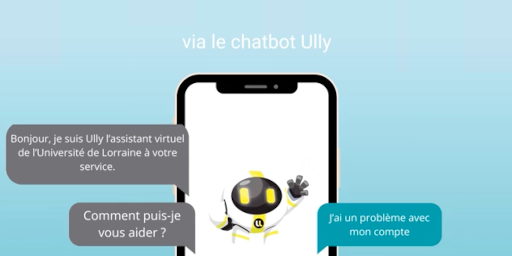 via le chatbot Ully
Bonjour, je suis Ully l’assistant virtuel
de l’Université de Lorraine à votre
service.
Comment puis-je
vous aider ?
J’ai un problème avec
mon compte